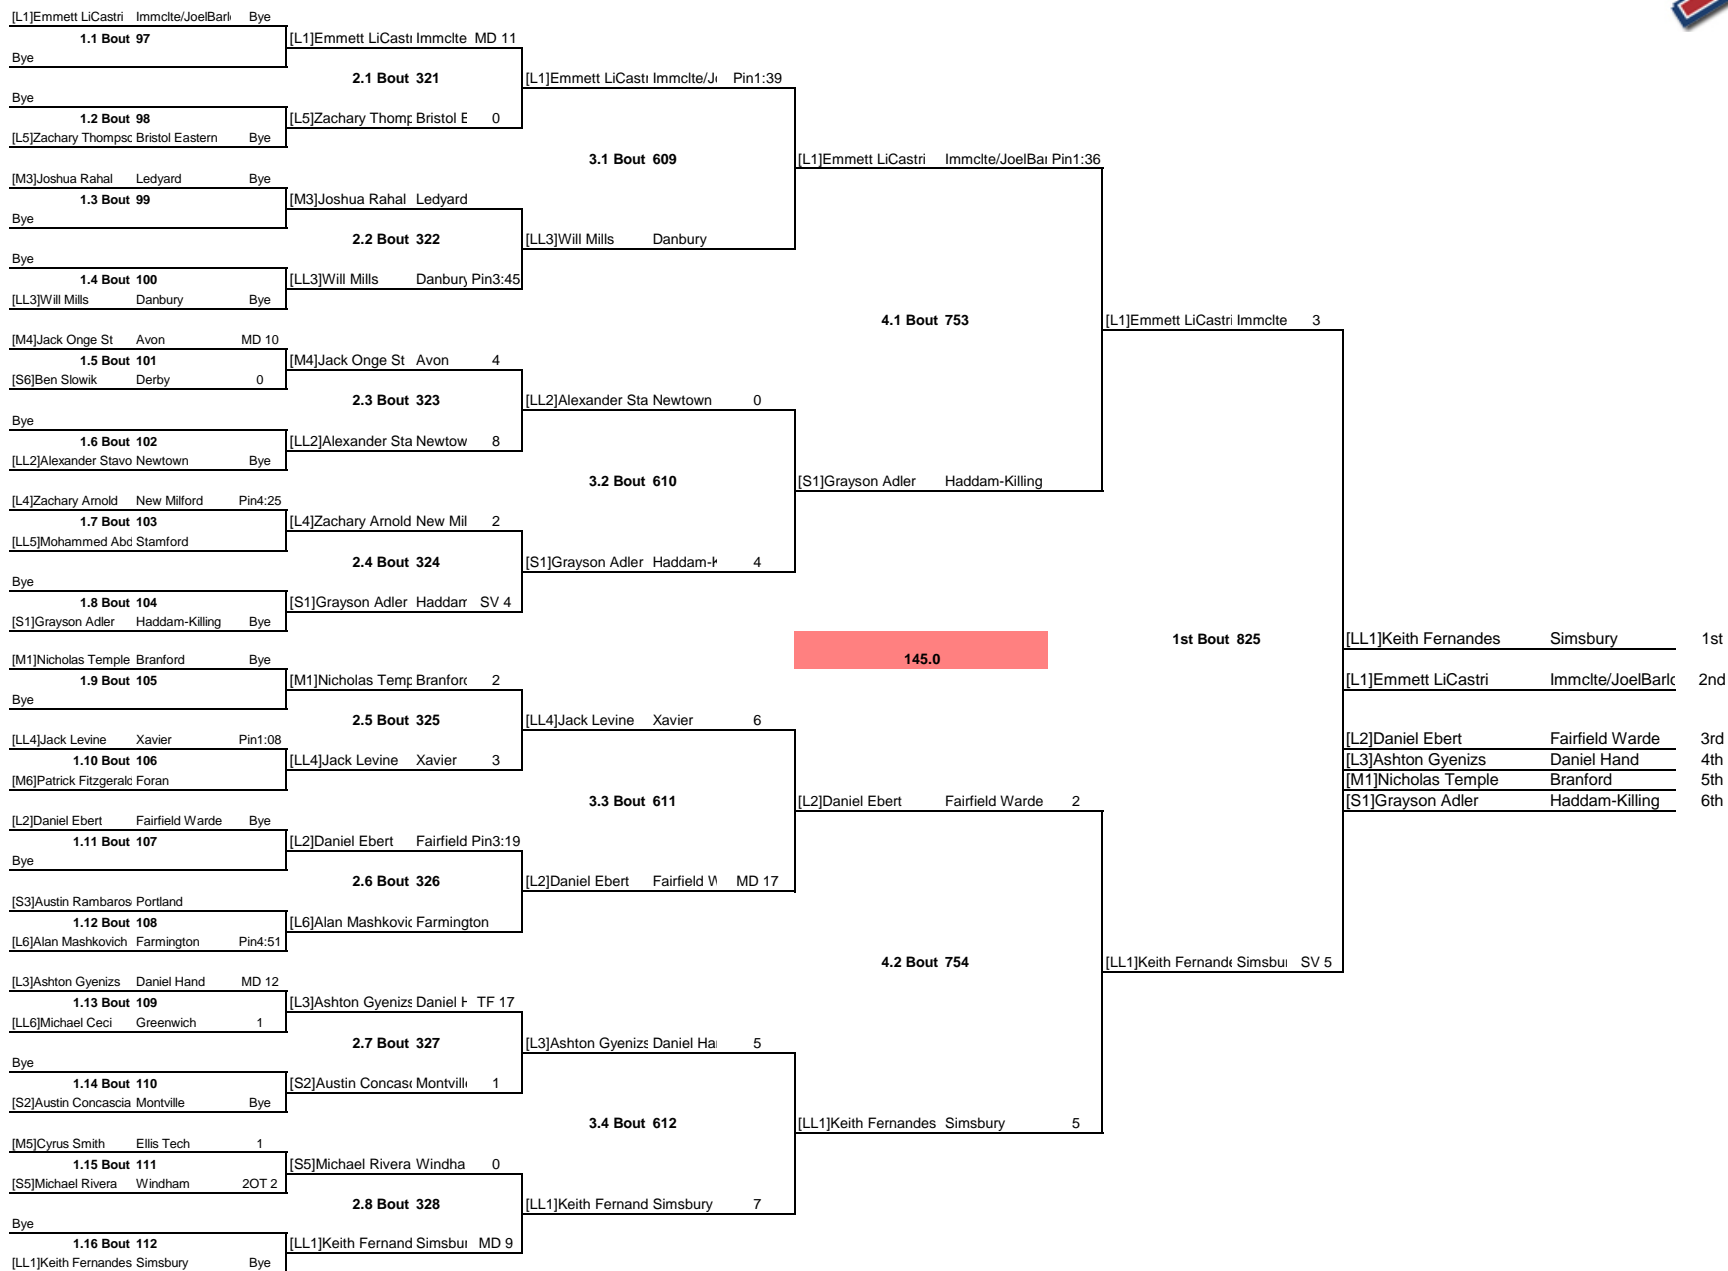 [L1]Emmett LiCastri Immclte/JoelBarl Bye
1.1 Bout 97
Bye
Bye
1.2 Bout 98
[L5]Zachary Thompsc Bristol Eastern Bye
[M3]Joshua Rahal Ledyard Bye
1.3 Bout 99
Bye
Bye
1.4 Bout 100
[LL3]Will Mills Danbury Bye
[M4]Jack Onge St Avon MD 10
1.5 Bout 101
[S6]Ben Slowik Derby 0
Bye
1.6 Bout 102
[LL2]Alexander Stavo Newtown Bye
[L4]Zachary Arnold New Milford Pin4:25
1.7 Bout 103
[LL5]Mohammed Abd Stamford
Bye
1.8 Bout 104
[S1]Grayson Adler Haddam-Killing Bye
[M1]Nicholas Temple Branford Bye
1.9 Bout 105
Bye
[LL4]Jack Levine Xavier Pin1:08
1.10 Bout 106
[M6]Patrick Fitzgerald Foran
[L2]Daniel Ebert Fairfield Warde Bye
1.11 Bout 107
Bye
[S3]Austin Rambaros Portland
1.12 Bout 108
[L6]Alan Mashkovich Farmington Pin4:51
[L3]Ashton Gyenizs Daniel Hand MD 12
1.13 Bout 109
[LL6]Michael Ceci Greenwich 1
Bye
1.14 Bout 110
[S2]Austin Concascia Montville Bye
[M5]Cyrus Smith Ellis Tech 1
1.15 Bout 111
[S5]Michael Rivera Windham 2OT 2
Bye
1.16 Bout 112
[LL1]Keith Fernandes Simsbury Bye
[L1]Emmett LiCastri Immclte MD 11
2.1 Bout 321
[L5]Zachary Thomp Bristol E 0
[M3]Joshua Rahal Ledyard
2.2 Bout 322
[LL3]Will Mills Danbury Pin3:45
[M4]Jack Onge St Avon 4
2.3 Bout 323
[LL2]Alexander Sta Newtow 8
[L4]Zachary Arnold New Mil 2
2.4 Bout 324
[S1]Grayson Adler Haddam SV 4
[M1]Nicholas Temp Branford 2
2.5 Bout 325
[LL4]Jack Levine Xavier 3
[L2]Daniel Ebert Fairfield Pin3:19
2.6 Bout 326
[L6]Alan Mashkovic Farmington
[L3]Ashton Gyenizs Daniel H TF 17
2.7 Bout 327
[S2]Austin Concasc Montville 1
[S5]Michael Rivera Windha 0
2.8 Bout 328
[LL1]Keith Fernand Simsbur MD 9
[L1]Emmett LiCastri Immclte/Jo Pin1:39
3.1 Bout 609
[LL3]Will Mills Danbury
[LL2]Alexander Sta Newtown 0
3.2 Bout 610
[S1]Grayson Adler Haddam-K 4
[LL4]Jack Levine Xavier 6
3.3 Bout 611
[L2]Daniel Ebert Fairfield W MD 17
[L3]Ashton Gyenizs Daniel Han 5
3.4 Bout 612
[LL1]Keith Fernand Simsbury 7
[L1]Emmett LiCastri Immclte/JoelBar Pin1:36
4.1 Bout 753
[S1]Grayson Adler Haddam-Killing
145.0
[L2]Daniel Ebert Fairfield Warde 2
4.2 Bout 754
[LL1]Keith Fernandes Simsbury 5
[L1]Emmett LiCastri Immclte 3
1st Bout 825
[LL1]Keith Fernande Simsbur SV 5
[LL1]Keith Fernandes Simsbury 1st
[L1]Emmett LiCastri Immclte/JoelBarlo 2nd
[L2]Daniel Ebert Fairfield Warde 3rd
[L3]Ashton Gyenizs Daniel Hand 4th
[M1]Nicholas Temple Branford 5th
[S1]Grayson Adler Haddam-Killing 6th